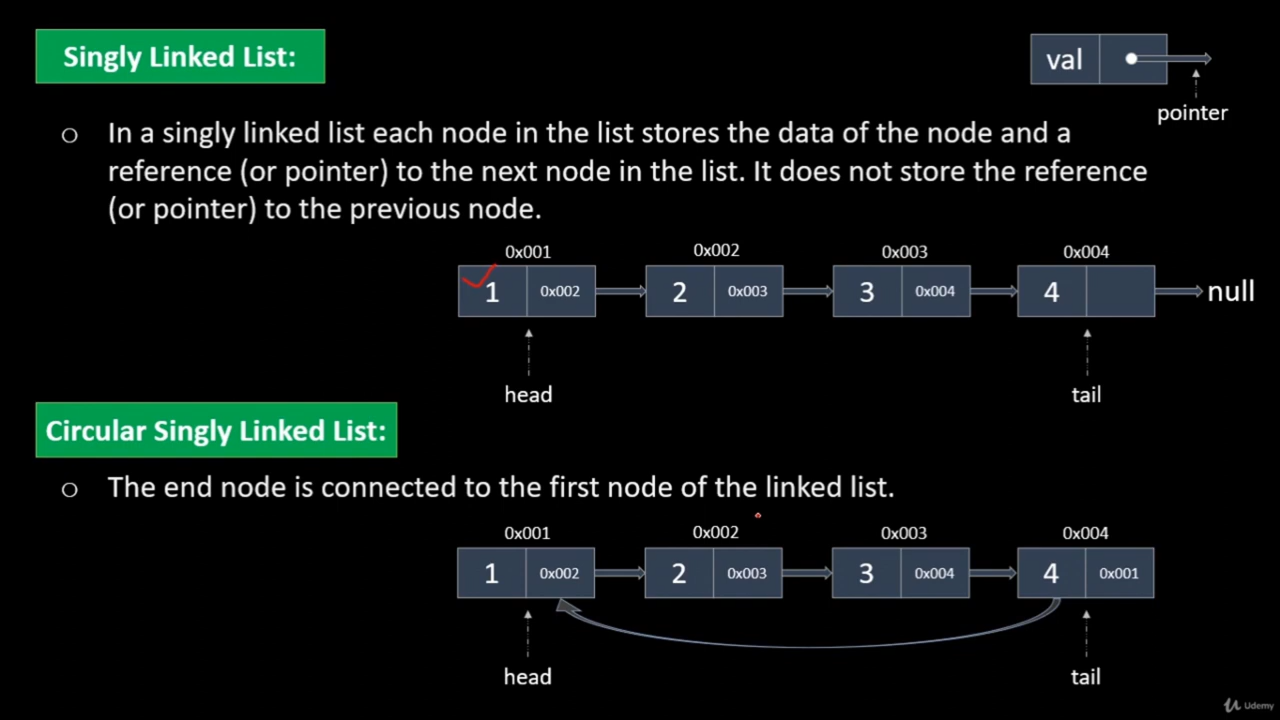 Singly Linked List:
val
pointer
o In a singly linked list each node in the list stores the data of the node and a
reference (or pointer) to the next node in the list. It does not store the reference
(or pointer) to the previous node.
0x001 0x002 0x003 0x004
1 0x002 2 0x003 3 0x004 4 null
head tail
Circular Singly Linked List:
o The end node is connected to the first node of the linked list.
0x001 0x002 0x003 0x004
1 0x002 2 0x003 3 0x004 4 0x001
head tail
Udemy